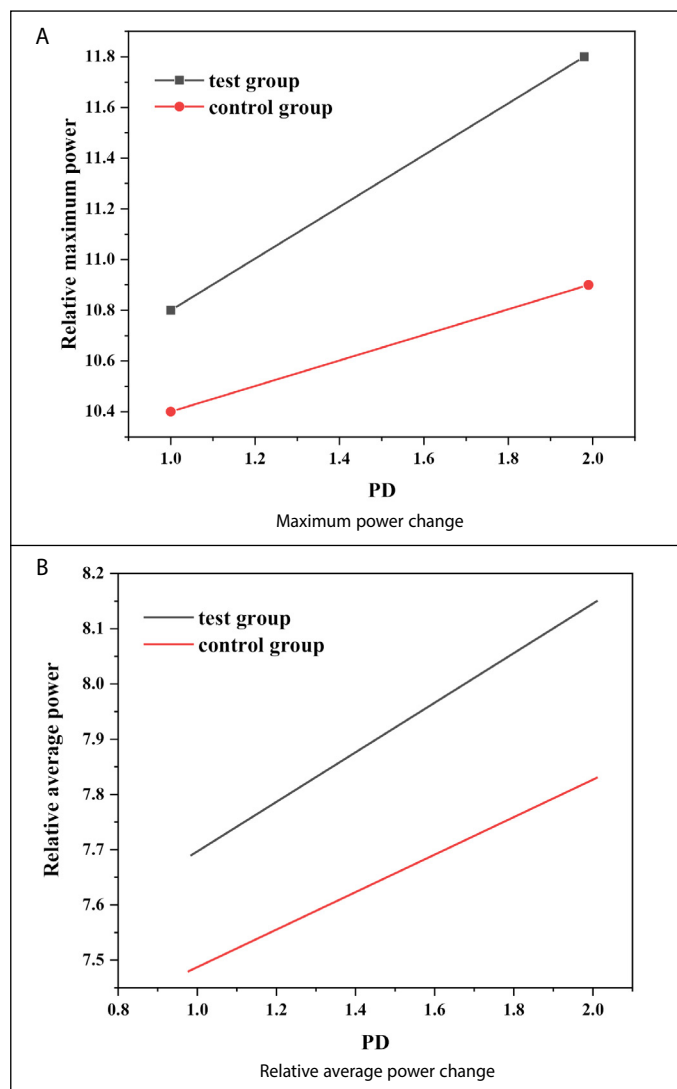 A
test group
control group
Relative maximum power
11.8
11.6
11.4
11.2
11.0
10.8
10.6
10.4
1.0 1.2 1.4 1.6 1.8 2.0
PD
Maximum power change
B
test group
control group
Relative average power
8.2
8.1
8.0
7.9
7.8
7.7
7.6
7.5
0.8 1.0 1.2 1.4 1.6 1.8 2.0
PD
Relative average power change